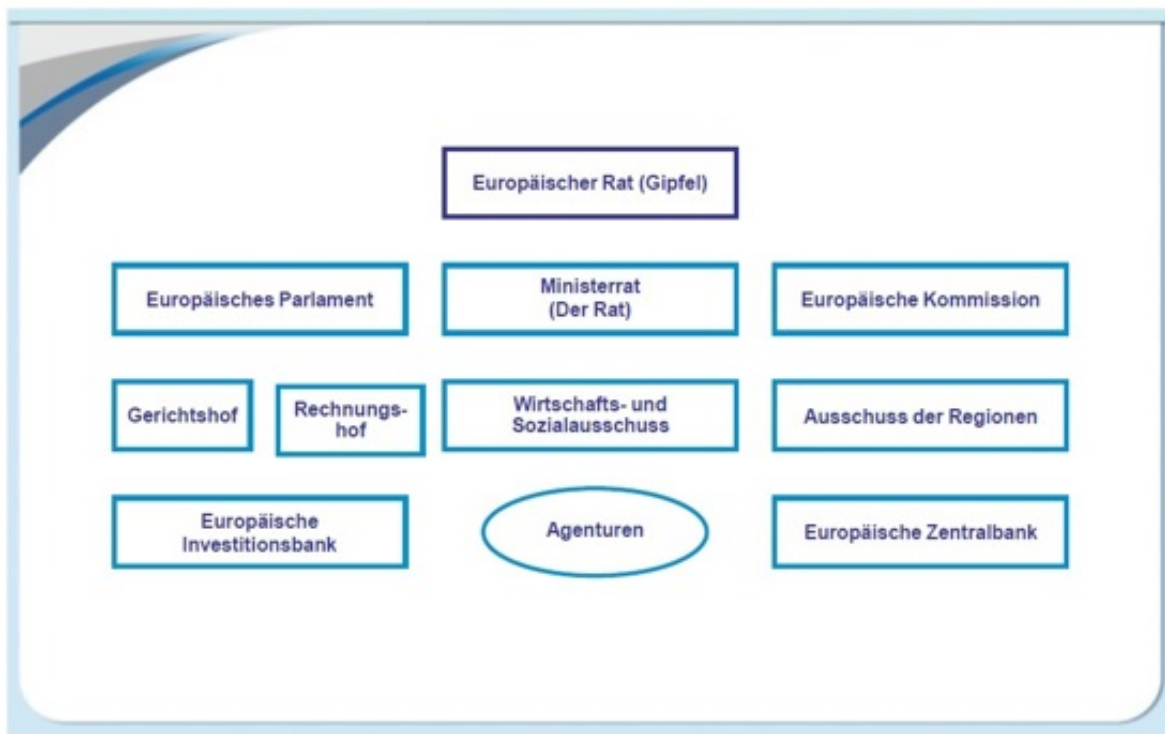 Europäischer Rat (Gipfel)
Europäisches Parlament
Ministerrat
(Der Rat)
Europäische Kommission
Gerichtshof
Rechnungs-
hof
Wirtschafts- und
Sozialausschuss
Ausschuss der Regionen
Europäische
Investitionsbank
Agenturen
Europäische Zentralbank